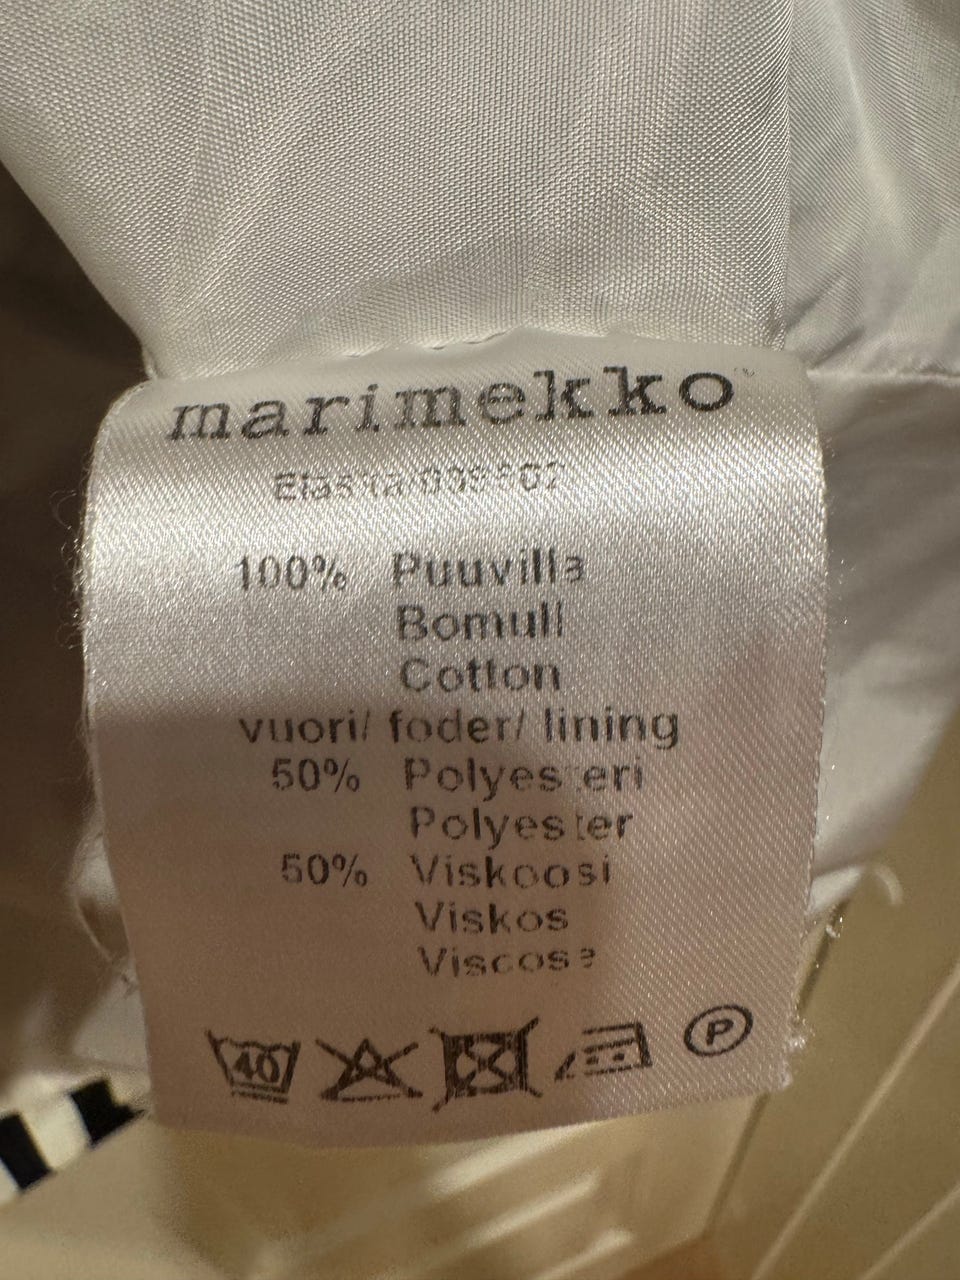 marimekko
100% Puuvilla
Bomull
Cotton
vuori/ foder/ lining
50% Polyesteri
Polyester
50% Viskoosi
Viskos
Viscose
40
P